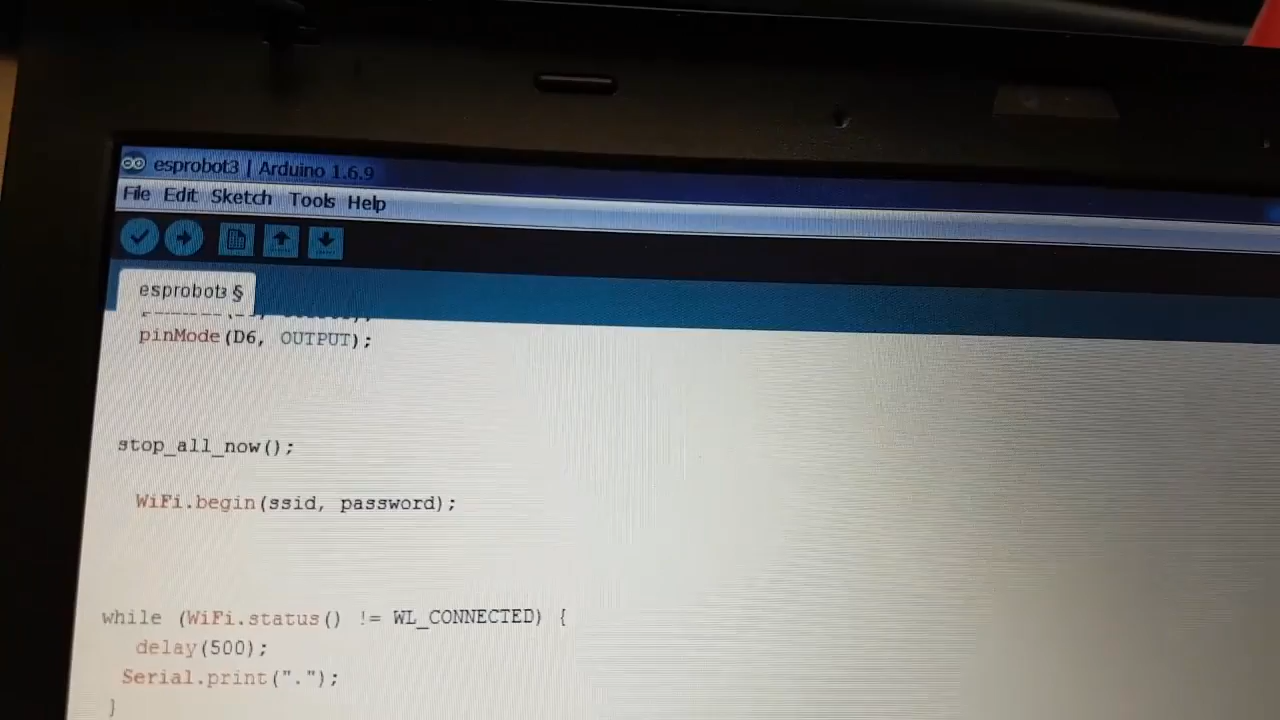 esprobot3 | Arduino 1.6.9
File Edit Sketch Tools Help
esprobot3 §
pinMode(D6, OUTPUT);
stop_all_now();
WiFi.begin(ssid, password);
while (WiFi.status() != WL_CONNECTED) {
delay(500);
Serial.print(".");
}